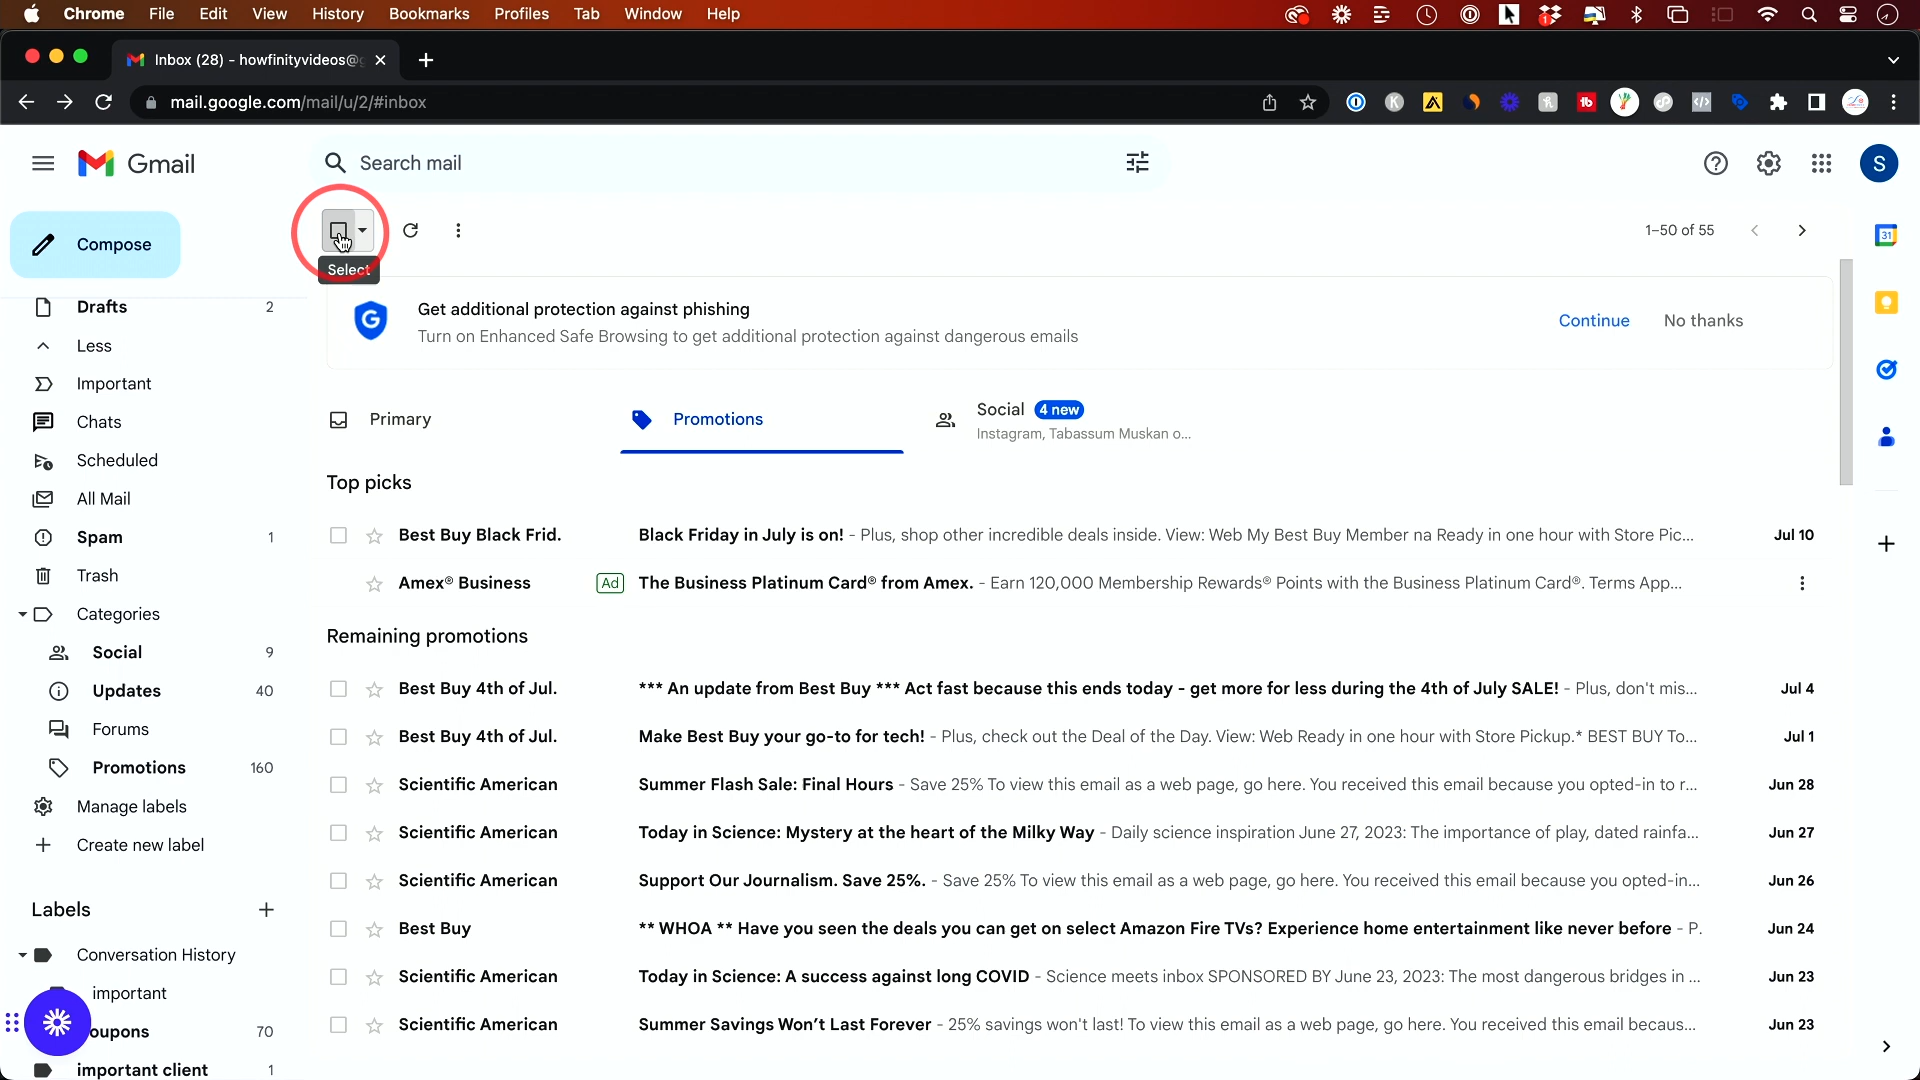 Chrome File Edit View History Bookmarks Profiles Tab Window Help
Inbox (28) - howfinityvideos@
mail.google.com/mail/u/2/#inbox
Gmail
Search mail
S
Compose
1–50 of 55
Select
31
Get additional protection against phishing
Turn on Enhanced Safe Browsing to get additional protection against dangerous emails
Continue No thanks
Drafts 2
Less
Important
Chats
Scheduled
All Mail
Spam 1
Trash
Categories
Social 9
Updates 40
Forums
Promotions 160
Manage labels
Create new label
Labels
Conversation History
important
oupons 70
important client 1
Primary
Promotions
Social 4 new
Instagram, Tabassum Muskan o...
Top picks
Best Buy Black Frid. Black Friday in July is on! - Plus, shop other incredible deals inside. View: Web My Best Buy Member na Ready in one hour with Store Pic... Jul 10
Amex® Business Ad The Business Platinum Card® from Amex. - Earn 120,000 Membership Rewards® Points with the Business Platinum Card®. Terms App...
Remaining promotions
Best Buy 4th of Jul. *** An update from Best Buy *** Act fast because this ends today - get more for less during the 4th of July SALE! - Plus, don't mis... Jul 4
Best Buy 4th of Jul. Make Best Buy your go-to for tech! - Plus, check out the Deal of the Day. View: Web Ready in one hour with Store Pickup.* BEST BUY To... Jul 1
Scientific American Summer Flash Sale: Final Hours - Save 25% To view this email as a web page, go here. You received this email because you opted-in to r... Jun 28
Scientific American Today in Science: Mystery at the heart of the Milky Way - Daily science inspiration June 27, 2023: The importance of play, dated rainfa... Jun 27
Scientific American Support Our Journalism. Save 25%. - Save 25% To view this email as a web page, go here. You received this email because you opted-in... Jun 26
Best Buy ** WHOA ** Have you seen the deals you can get on select Amazon Fire TVs? Experience home entertainment like never before - P. Jun 24
Scientific American Today in Science: A success against long COVID - Science meets inbox SPONSORED BY June 23, 2023: The most dangerous bridges in ... Jun 23
Scientific American Summer Savings Won’t Last Forever - 25% savings won't last! To view this email as a web page, go here. You received this email becaus... Jun 23